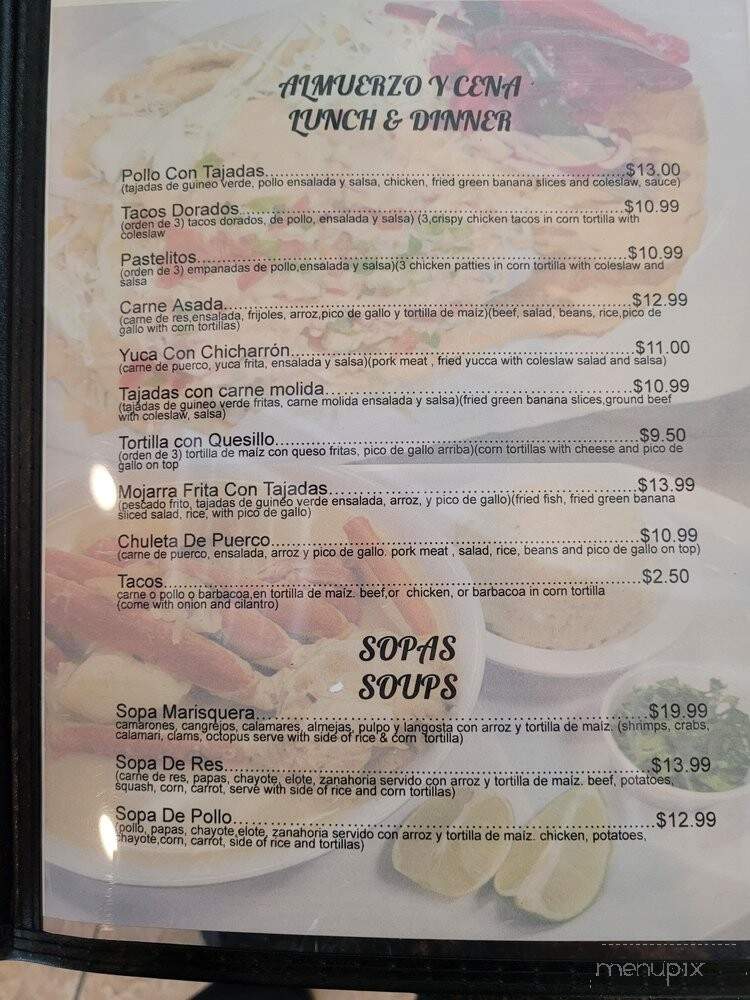 ALMUERZO Y CENA
LUNCH & DINNER
Pollo Con Tajadas.....$13.00
(tajadas de guineo verde, pollo ensalada y salsa, chicken, fried green banana slices and coleslaw, sauce)
Tacos Dorados.....$10.99
(orden de 3) tacos dorados, de pollo, ensalada y salsa) (3,crispy chicken tacos in corn tortilla with
coleslaw
Pastelitos.....$10.99
(orden de 3) empanadas de pollo,ensalada y salsa)(3 chicken patties in corn tortilla with coleslaw and
salsa
Carne Asada.....$12.99
(carne de res,ensalada, frijoles, arroz,pico de gallo y tortilla de maíz)(beef, salad, beans, rice,pico de
gallo with corn tortillas)
Yuca Con Chicharrón.....$11.00
(carne de puerco, yuca frita, ensalada y salsa)(pork meat , fried yucca with coleslaw salad and salsa)
Tajadas con carne molida.....$10.99
(tajadas de guineo verde fritas, carne molida ensalada y salsa)(fried green banana slices,ground beef
with coleslaw, salsa)
Tortilla con Quesillo.....$9.50
(orden de 3) tortilla de maíz con queso fritas, pico de gallo arriba)(corn tortillas with cheese and pico de
gallo on top
Mojarra Frita Con Tajadas.....$13.99
(pescado frito, tajadas de guineo verde ensalada, arroz, y pico de gallo)(fried fish, fried green banana
sliced salad, rice, with pico de gallo)
Chuleta De Puerco.....$10.99
(carne de puerco, ensalada, arroz y pico de gallo. pork meat , salad, rice, beans and pico de gallo on top)
Tacos.....$2.50
carne o pollo o barbacoa,en tortilla de maíz. beef,or chicken, or barbacoa in corn tortilla
(come with onion and cilantro)
SOPAS
SOUPS
Sopa Marisquera.....$19.99
camarones, cangrejos, calamares, almejas, pulpo y langosta con arroz y tortilla de maiz. (shrimps, crabs,
calamari, clams, octopus serve with side of rice & corn tortilla)
Sopa De Res.....$13.99
(carne de res, papas, chayote, elote, zanahoria servido con arroz y tortilla de maiz. beef, potatoes,
squash, corn, carrot, serve with side of rice and corn tortillas)
Sopa De Pollo.....$12.99
(pollo, papas, chayote,elote, zanahoria servido con arroz y tortilla de maiz. chicken, potatoes,
chayote,corn, carrot, side of rice and tortillas)
menupix